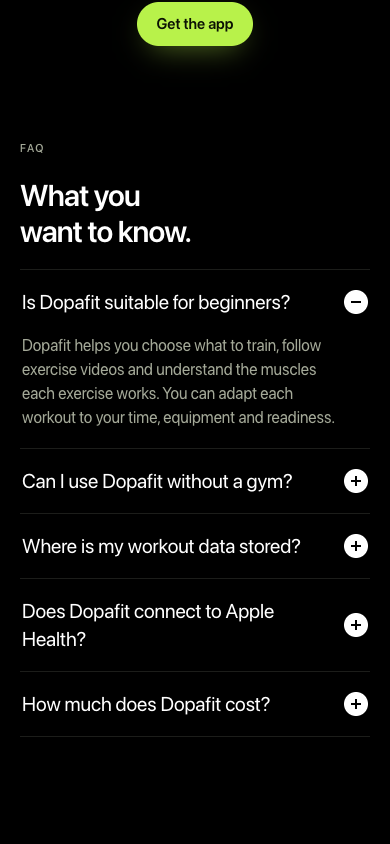 Get the app
FAQ
What you
want to know.
Is Dopafit suitable for beginners?
Dopafit helps you choose what to train, follow
exercise videos and understand the muscles
each exercise works. You can adapt each
workout to your time, equipment and readiness.
Can I use Dopafit without a gym?
Where is my workout data stored?
Does Dopafit connect to Apple
Health?
How much does Dopafit cost?